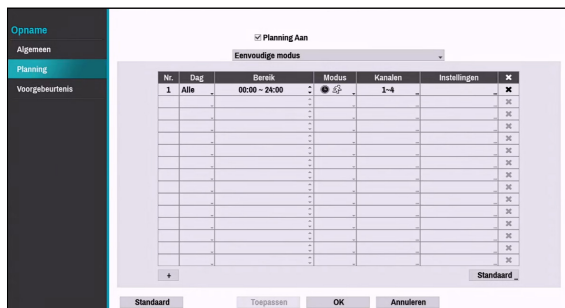 Opname
Algemeen
Planning
Voorgebeurtenis
Planning Aan
Eenvoudige modus
Nr. Dag Bereik Modus Kanalen Instellingen
1 Alle 00:00 ~ 24:00 1~4
+
Standaard
Standaard Toepassen OK Annuleren